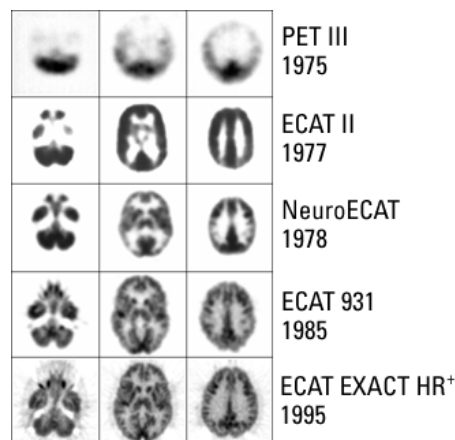 PET III
1975
ECAT II
1977
NeuroECAT
1978
ECAT 931
1985
ECAT EXACT HR⁺
1995